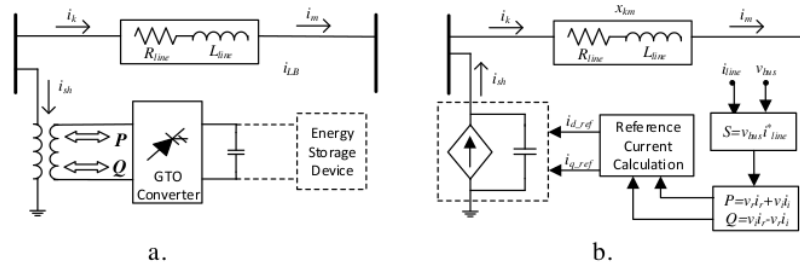 i_k
i_m
R_line
L_line
i_LB
i_sh
P
Q
GTO
Converter
Energy
Storage
Device
a.
i_k
x_km
i_m
R_line
L_line
i_sh
i_line
v_bus
i_d_ref
i_q_ref
Reference
Current
Calculation
S=v_bus i*_line
P=v_r i_r+v_i i_i
Q=v_i i_r-v_r i_i
b.